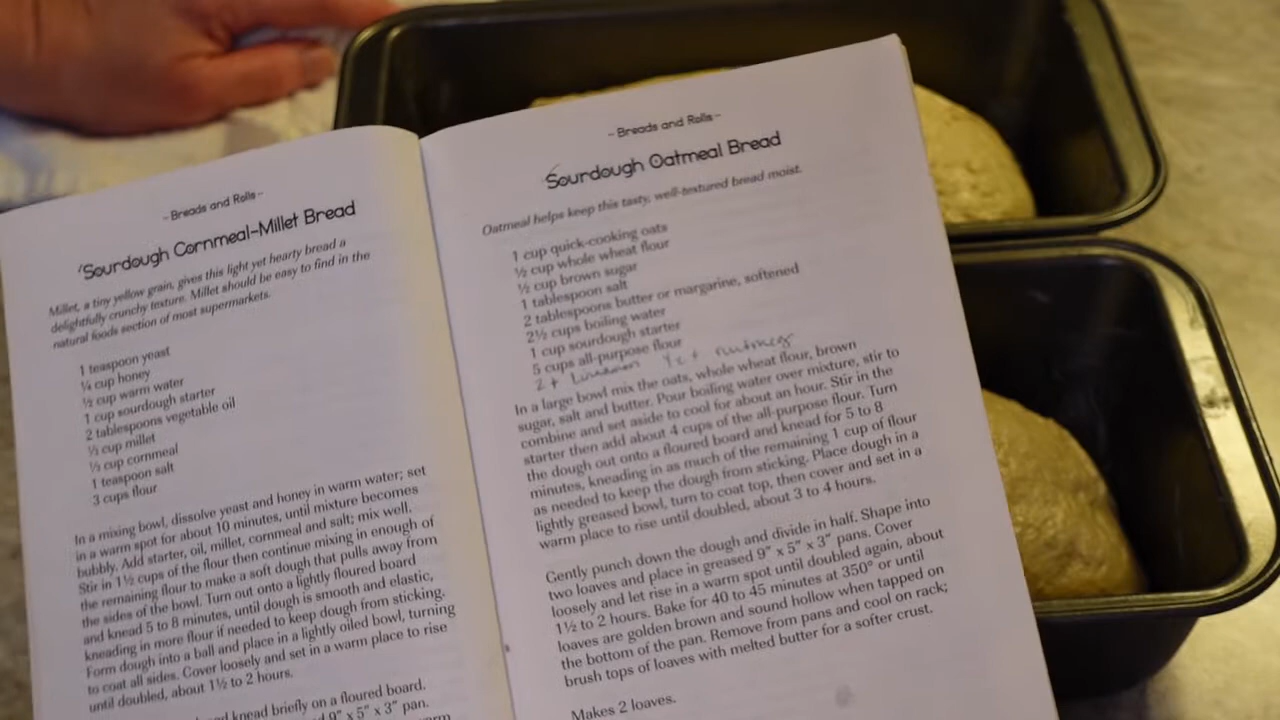 - Breads and Rolls -
Sourdough Cornmeal-Millet Bread
Millet, a tiny yellow grain, gives this light yet hearty bread a
delightfully crunchy texture. Millet should be easy to find in the
natural foods section of most supermarkets.
1 teaspoon yeast
¼ cup honey
½ cup warm water
1 cup sourdough starter
2 tablespoons vegetable oil
⅓ cup millet
⅓ cup cornmeal
1 teaspoon salt
3 cups flour
In a mixing bowl, dissolve yeast and honey in warm water; set
in a warm spot for about 10 minutes, until mixture becomes
bubbly. Add starter, oil, millet, cornmeal and salt; mix well.
Stir in 1½ cups of the flour then continue mixing in enough of
the remaining flour to make a soft dough that pulls away from
the sides of the bowl. Turn out onto a lightly floured board
and knead 5 to 8 minutes, until dough is smooth and elastic,
kneading in more flour if needed to keep dough from sticking.
Form dough into a ball and place in a lightly oiled bowl, turning
to coat all sides. Cover loosely and set in a warm place to rise
until doubled, about 1½ to 2 hours.
knead briefly on a floured board.
9" x 5" x 3" pan.
- Breads and Rolls -
Sourdough Oatmeal Bread
Oatmeal helps keep this tasty, well-textured bread moist.
1 cup quick-cooking oats
½ cup whole wheat flour
½ cup brown sugar
1 tablespoon salt
2 tablespoons butter or margarine, softened
2½ cups boiling water
1 cup sourdough starter
5 cups all-purpose flour
2 t nutmeg
In a large bowl mix the oats, whole wheat flour, brown
sugar, salt and butter. Pour boiling water over mixture, stir to
combine and set aside to cool for about an hour. Stir in the
starter then add about 4 cups of the all-purpose flour. Turn
the dough out onto a floured board and knead for 5 to 8
minutes, kneading in as much of the remaining 1 cup of flour
as needed to keep the dough from sticking. Place dough in a
lightly greased bowl, turn to coat top, then cover and set in a
warm place to rise until doubled, about 3 to 4 hours.
Gently punch down the dough and divide in half. Shape into
two loaves and place in greased 9" x 5" x 3" pans. Cover
loosely and let rise in a warm spot until doubled again, about
1½ to 2 hours. Bake for 40 to 45 minutes at 350° or until
loaves are golden brown and sound hollow when tapped on
the bottom of the pan. Remove from pans and cool on rack;
brush tops of loaves with melted butter for a softer crust.
Makes 2 loaves.